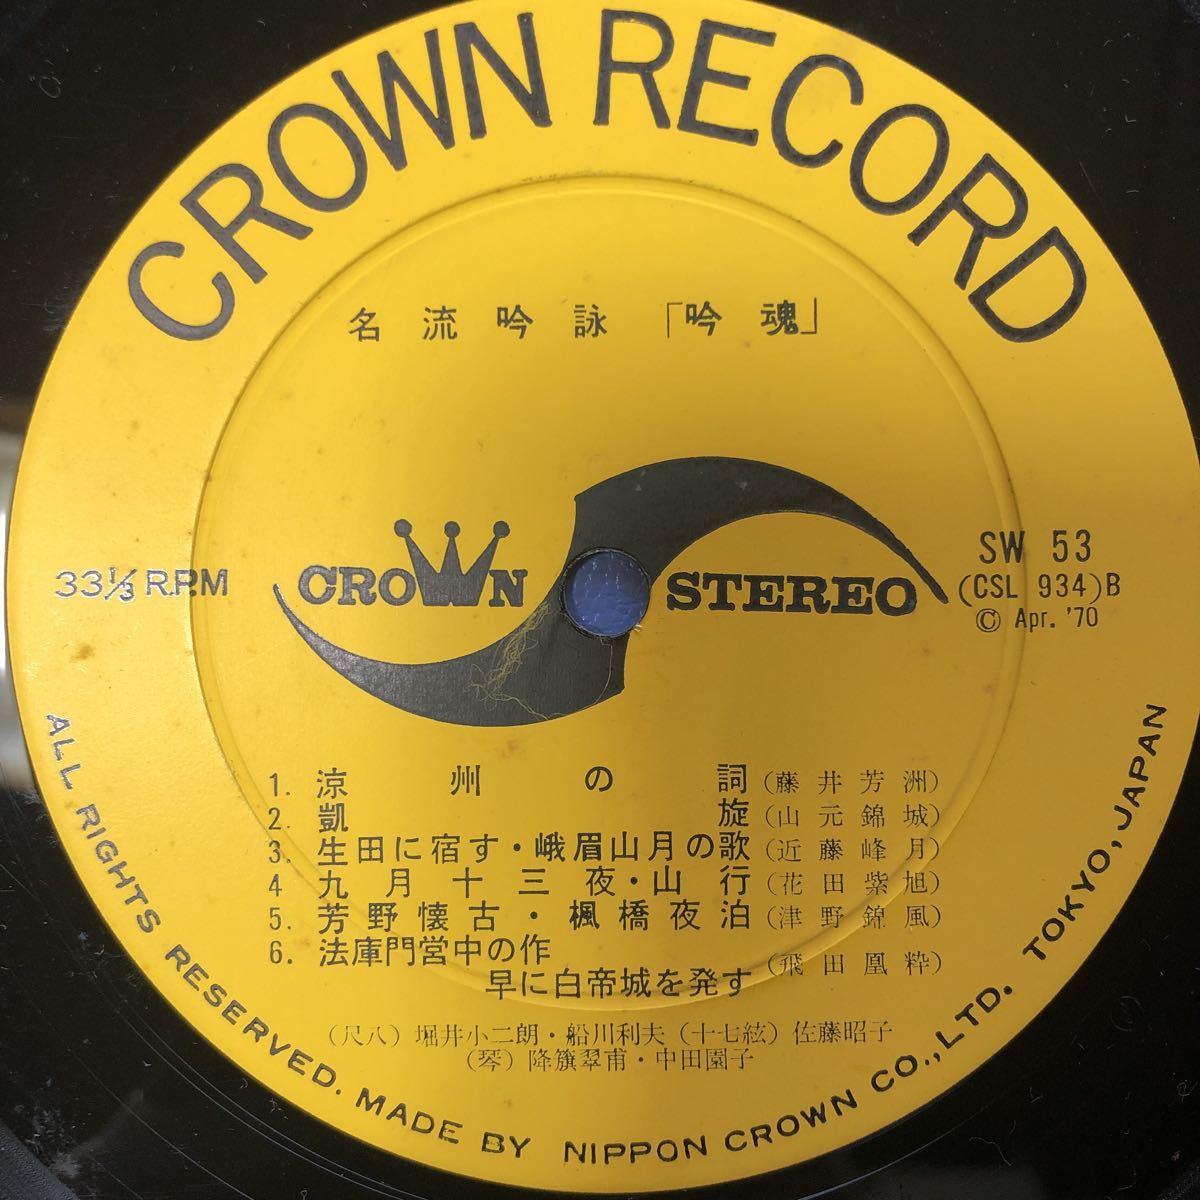 CROWN RECORD
名流吟詠「吟魂」
33⅓ R.P.M
CROWN STEREO
SW 53
(CSL 934)B
© Apr. '70
1. 涼州の詞(藤井芳洲)
2. 凱旋(山元錦城)
3. 生田に宿す・峨眉山月の歌(近藤峰月)
4 九月十三夜・山行(花田紫旭)
5. 芳野懐古・楓橋夜泊(津野錦風)
6. 法庫門営中の作
早に白帝城を発す(飛田凰粋)
(尺八)堀井小二朗・船川利夫(十七絃)佐藤昭子
(琴)降籏翠甫・中田園子
ALL RIGHTS RESERVED. MADE BY NIPPON CROWN CO.,LTD. TOKYO, JAPAN